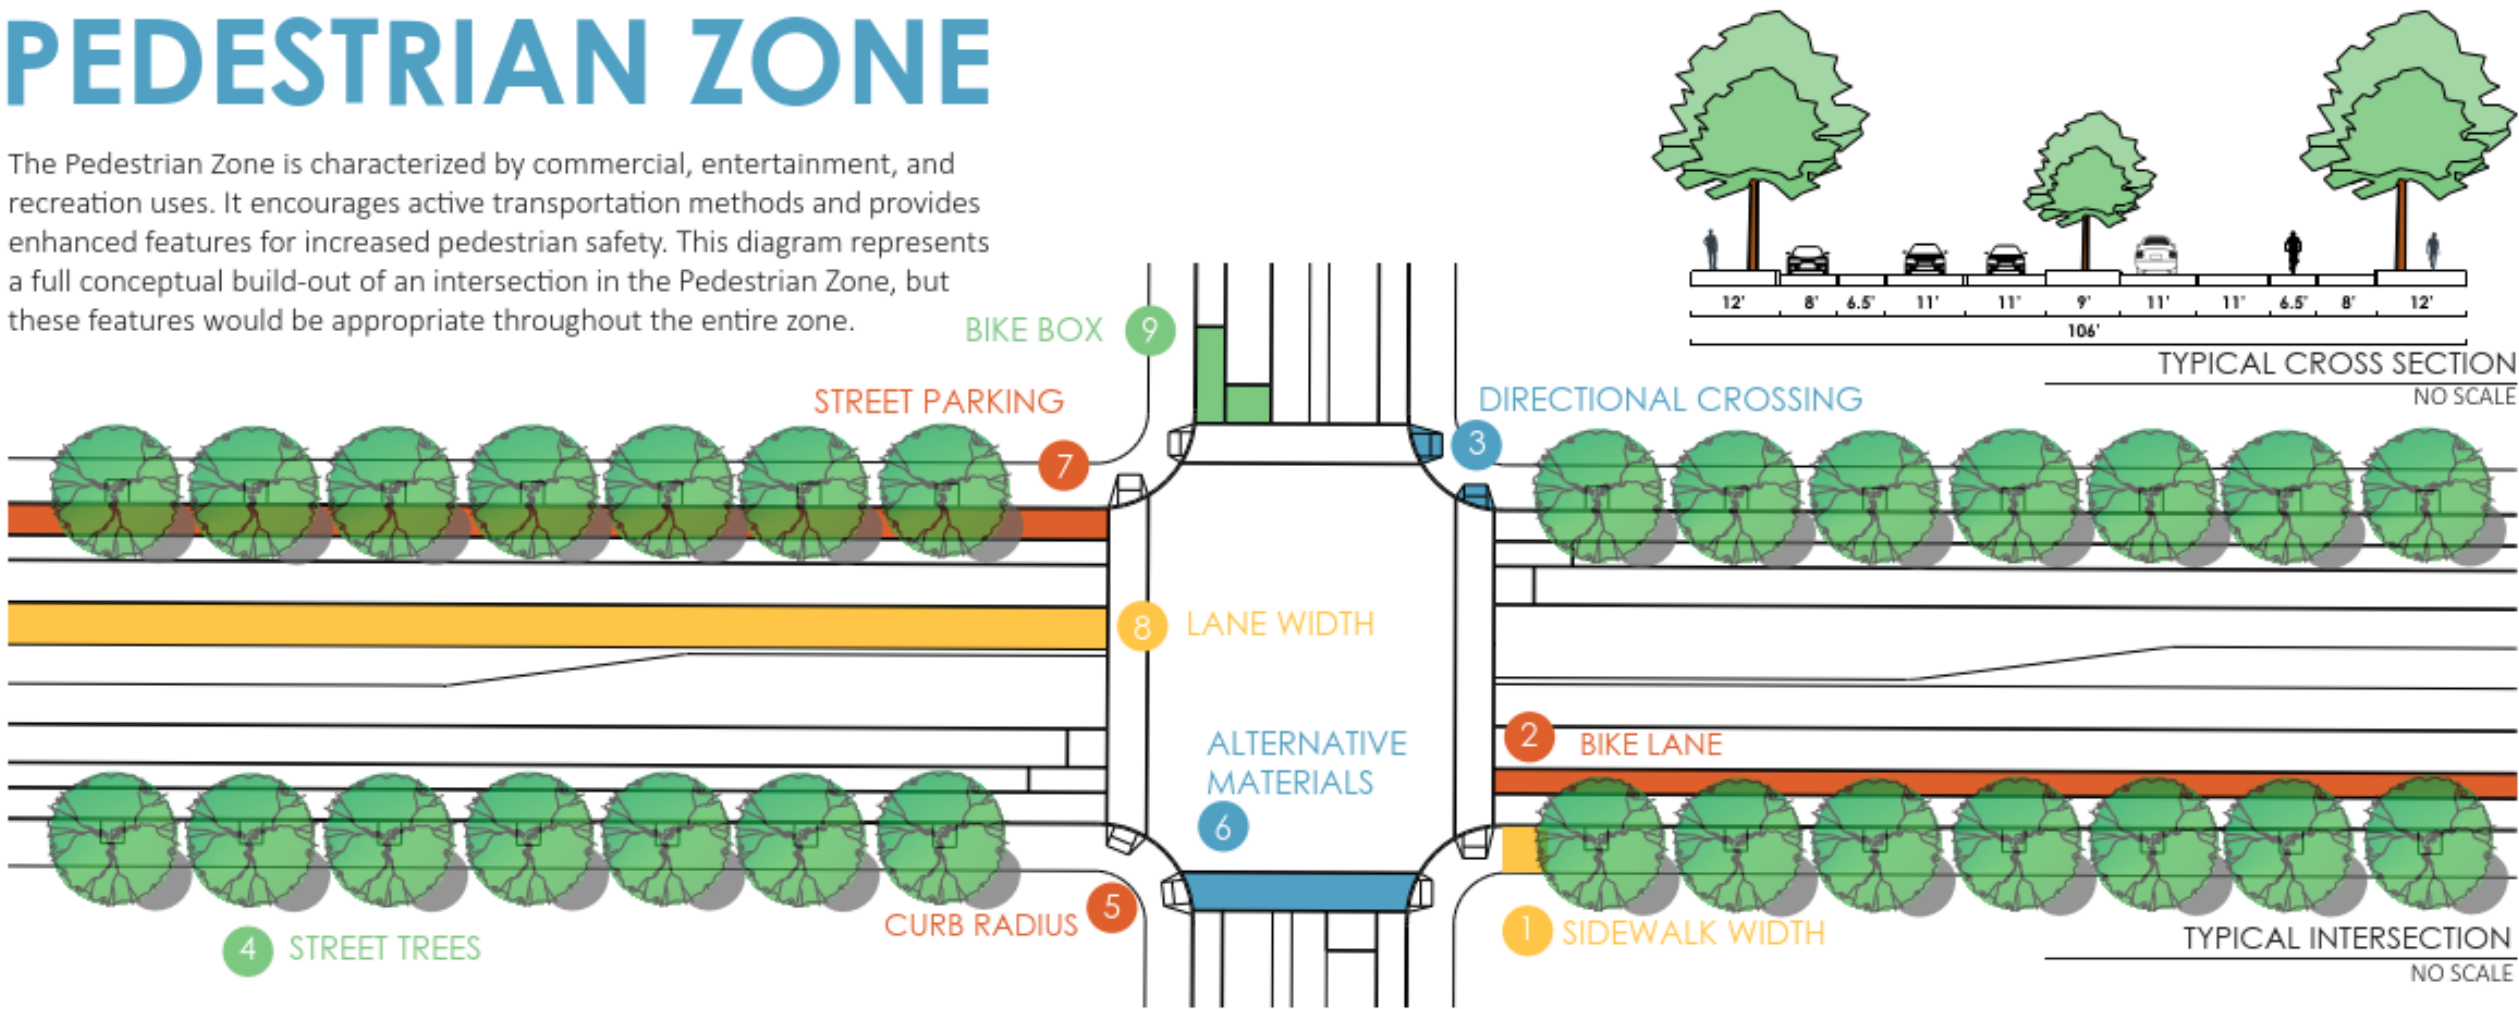 PEDESTRIAN ZONE
The Pedestrian Zone is characterized by commercial, entertainment, and
recreation uses. It encourages active transportation methods and provides
enhanced features for increased pedestrian safety. This diagram represents
a full conceptual build-out of an intersection in the Pedestrian Zone, but
these features would be appropriate throughout the entire zone.
12' 8' 6.5' 11' 11' 9' 11' 11' 6.5' 8' 12'
106'
TYPICAL CROSS SECTION
NO SCALE
BIKE BOX 9
STREET PARKING
7
DIRECTIONAL CROSSING
3
8 LANE WIDTH
ALTERNATIVE
MATERIALS
6
2 BIKE LANE
CURB RADIUS 5
4 STREET TREES
1 SIDEWALK WIDTH
TYPICAL INTERSECTION
NO SCALE